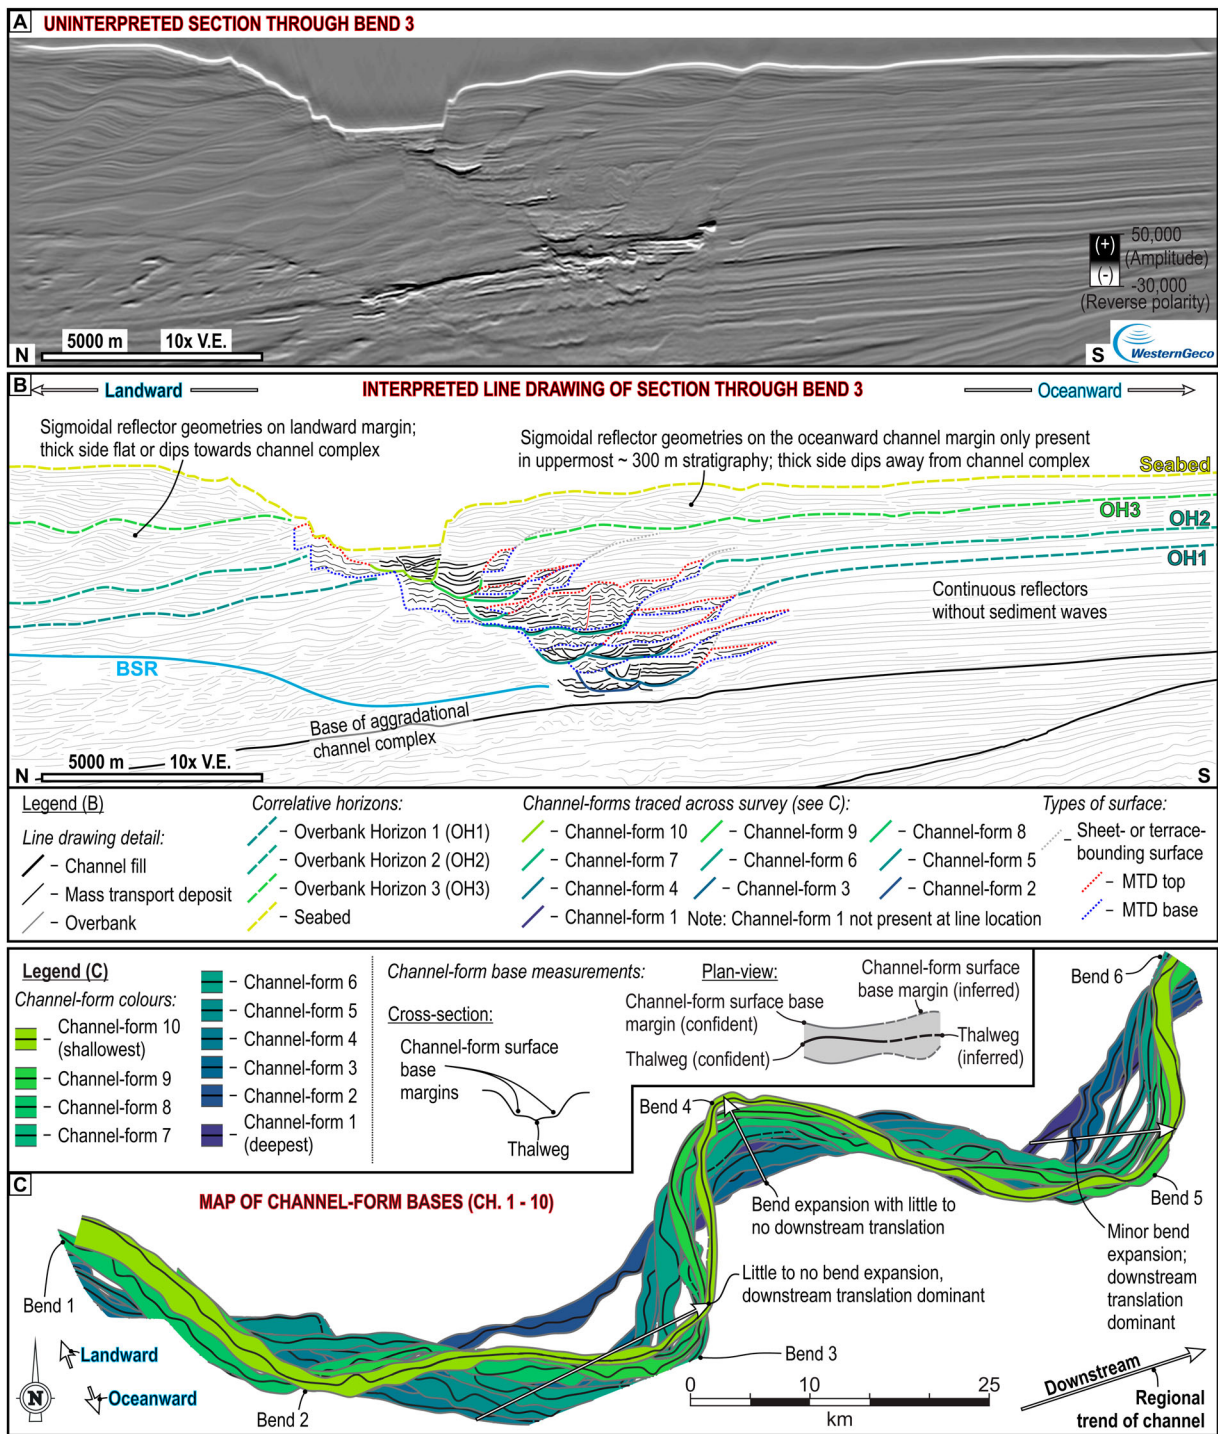 A UNINTERPRETED SECTION THROUGH BEND 3
(+)
50,000
(Amplitude)
(-)
-30,000
(Reverse polarity)
5000 m 10x V.E.
N
S
WesternGeco
B
Landward
INTERPRETED LINE DRAWING OF SECTION THROUGH BEND 3
Oceanward
Sigmoidal reflector geometries on landward margin;
thick side flat or dips towards channel complex
Sigmoidal reflector geometries on the oceanward channel margin only present
in uppermost ~ 300 m stratigraphy; thick side dips away from channel complex
Seabed
OH3
OH2
OH1
Continuous reflectors
without sediment waves
BSR
Base of aggradational
channel complex
5000 m 10x V.E.
N
S
Legend (B)
Line drawing detail:
– Channel fill
– Mass transport deposit
– Overbank
Correlative horizons:
– Overbank Horizon 1 (OH1)
– Overbank Horizon 2 (OH2)
– Overbank Horizon 3 (OH3)
– Seabed
Channel-forms traced across survey (see C):
– Channel-form 10
– Channel-form 9
– Channel-form 8
– Channel-form 7
– Channel-form 6
– Channel-form 5
– Channel-form 4
– Channel-form 3
– Channel-form 2
– Channel-form 1
Note: Channel-form 1 not present at line location
Types of surface:
– Sheet- or terrace-
bounding surface
– MTD top
– MTD base
Legend (C)
Channel-form colours:
– Channel-form 10
(shallowest)
– Channel-form 9
– Channel-form 8
– Channel-form 7
– Channel-form 6
– Channel-form 5
– Channel-form 4
– Channel-form 3
– Channel-form 2
– Channel-form 1
(deepest)
Channel-form base measurements:
Cross-section:
Channel-form surface
base
margins
Thalweg
Plan-view:
Channel-form surface base
margin (confident)
Thalweg (confident)
Channel-form surface
base margin (inferred)
Thalweg
(inferred)
C
MAP OF CHANNEL-FORM BASES (CH. 1 - 10)
Bend 6
Bend 4
Bend 5
Bend expansion with little to
no downstream translation
Minor bend
expansion;
downstream
translation
dominant
Little to no bend expansion,
downstream translation dominant
Bend 1
Bend 3
Bend 2
Landward
Oceanward
N
0 10 25
km
Downstream
Regional
trend of channel